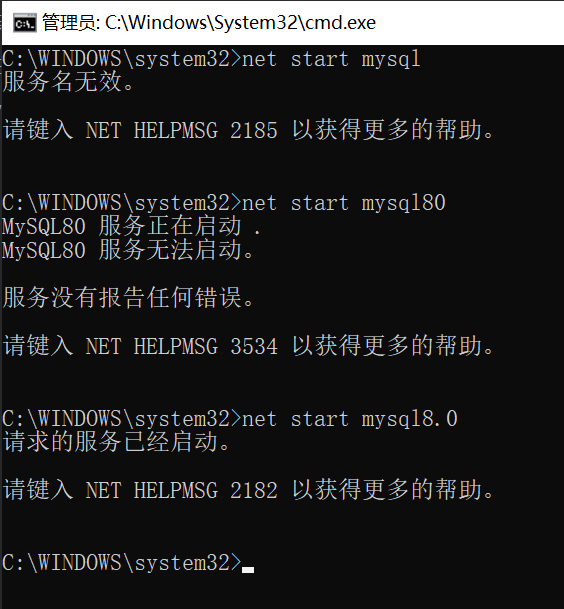 管理员: C:\Windows\System32\cmd.exe
C:\WINDOWS\system32>net start mysql
服务名无效。
请键入 NET HELPMSG 2185 以获得更多的帮助。
C:\WINDOWS\system32>net start mysql80
MySQL80 服务正在启动 .
MySQL80 服务无法启动。
服务没有报告任何错误。
请键入 NET HELPMSG 3534 以获得更多的帮助。
C:\WINDOWS\system32>net start mysql8.0
请求的服务已经启动。
请键入 NET HELPMSG 2182 以获得更多的帮助。
C:\WINDOWS\system32>